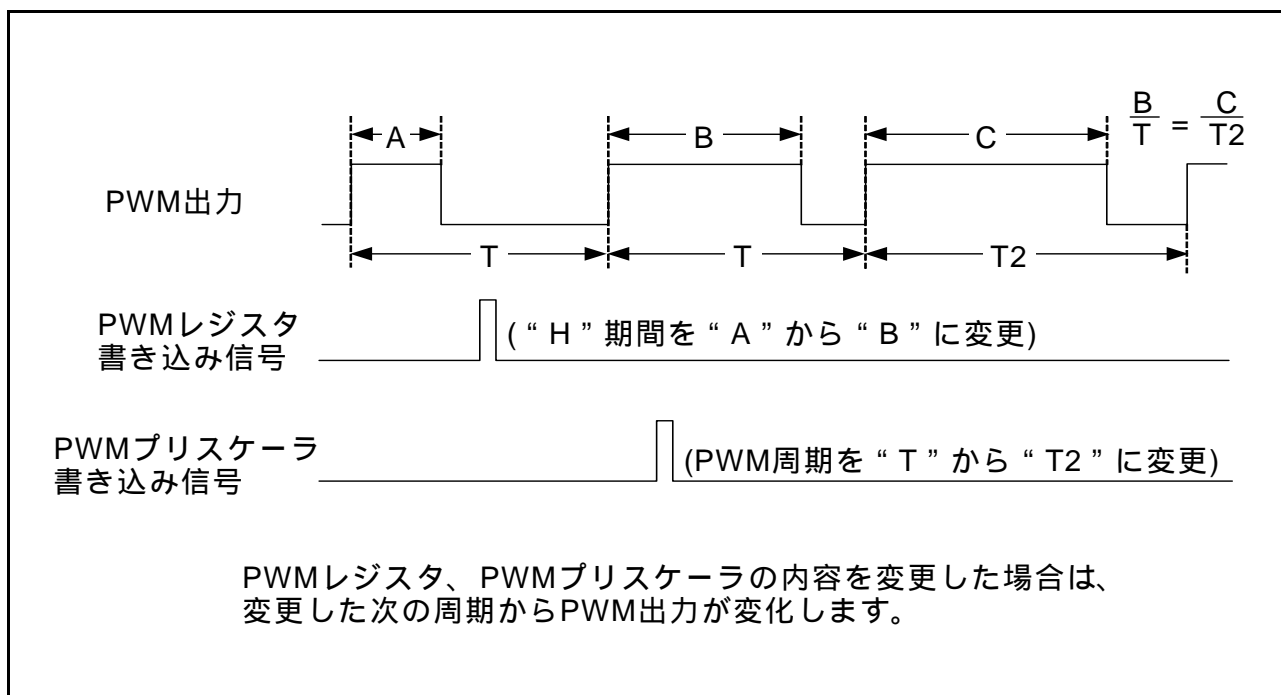 A B C B/T = C/T2
PWM出力
T T T2
PWMレジスタ
書き込み信号
( “ H ” 期間を “ A ” から “ B ” に変更)
PWMプリスケーラ
書き込み信号
(PWM周期を “ T ” から “ T2 ” に変更)
PWMレジスタ、PWMプリスケーラの内容を変更した場合は、
変更した次の周期からPWM出力が変化します。